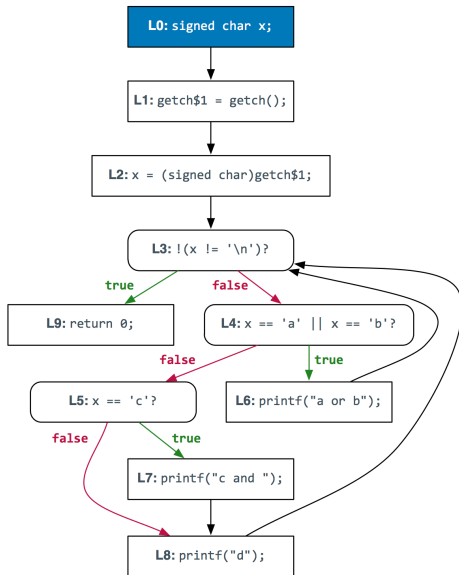 L0: signed char x;
L1: getch$1 = getch();
L2: x = (signed char)getch$1;
L3: !(x != '\n')?
true
false
L9: return 0;
L4: x == 'a' || x == 'b'?
false
true
L5: x == 'c'?
L6: printf("a or b");
false
true
L7: printf("c and ");
L8: printf("d");